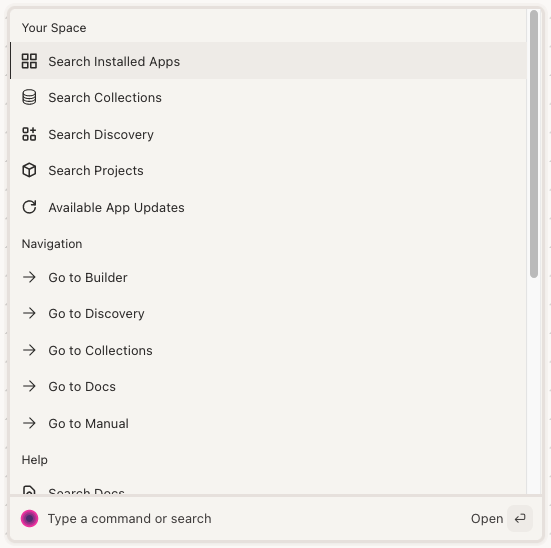 Your Space
Search Installed Apps
Search Collections
Search Discovery
Search Projects
Available App Updates
Navigation
Go to Builder
Go to Discovery
Go to Collections
Go to Docs
Go to Manual
Help
Search Docs
Type a command or search
Open